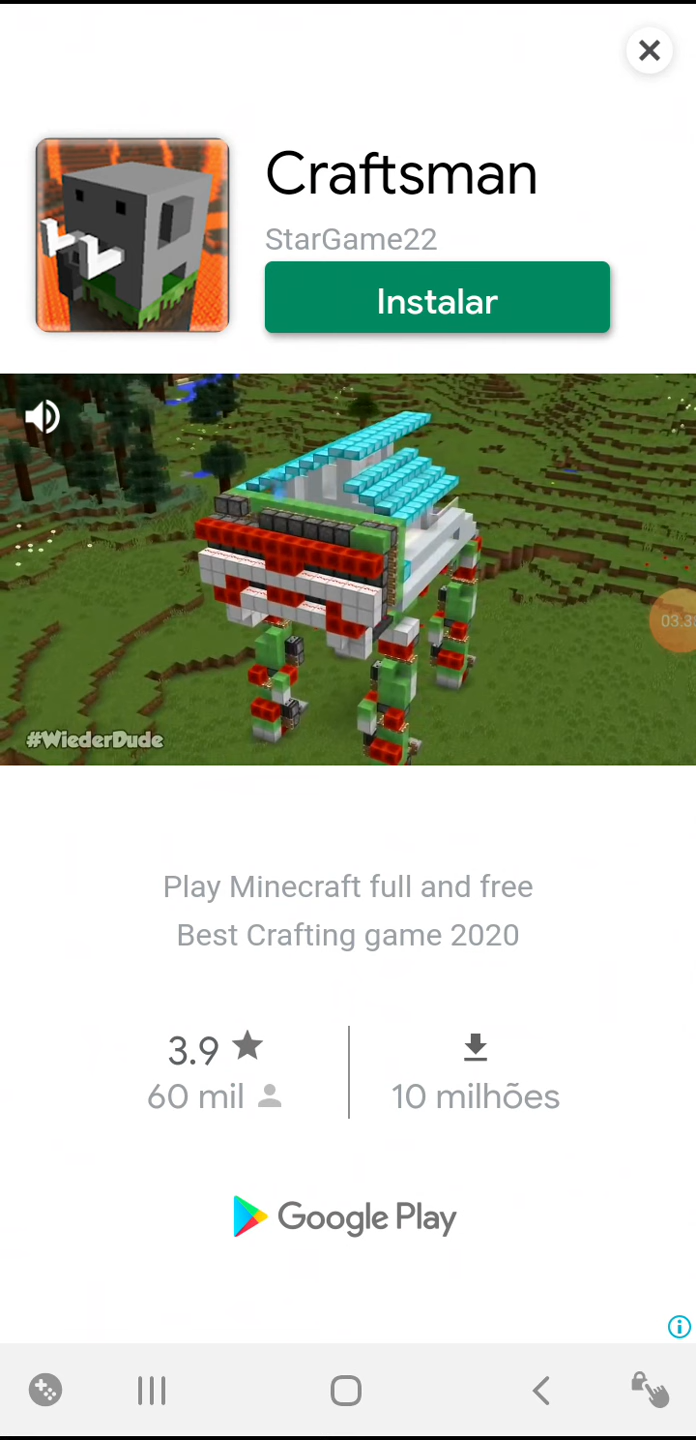 Craftsman
StarGame22
Instalar
#WiederDude
Play Minecraft full and free
Best Crafting game 2020
3.9
60 mil
10 milhões
Google Play